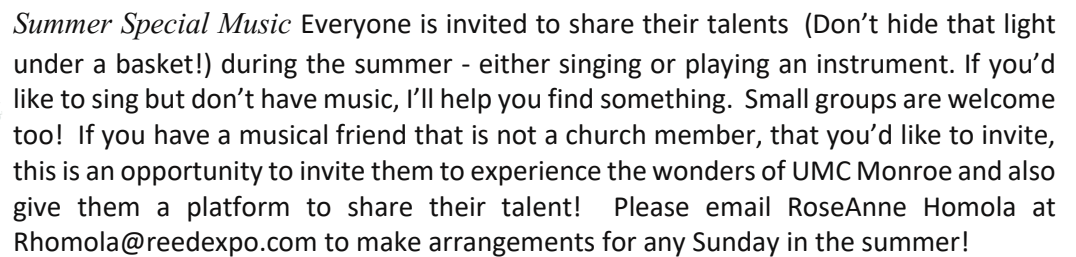 Summer Special Music Everyone is invited to share their talents  (Don’t hide that light
under a basket!) during the summer - either singing or playing an instrument. If you’d
like to sing but don’t have music, I’ll help you find something.  Small groups are welcome
too!  If you have a musical friend that is not a church member, that you’d like to invite,
this is an opportunity to invite them to experience the wonders of UMC Monroe and also
give them a platform to share their talent!  Please email RoseAnne Homola at
Rhomola@reedexpo.com to make arrangements for any Sunday in the summer!